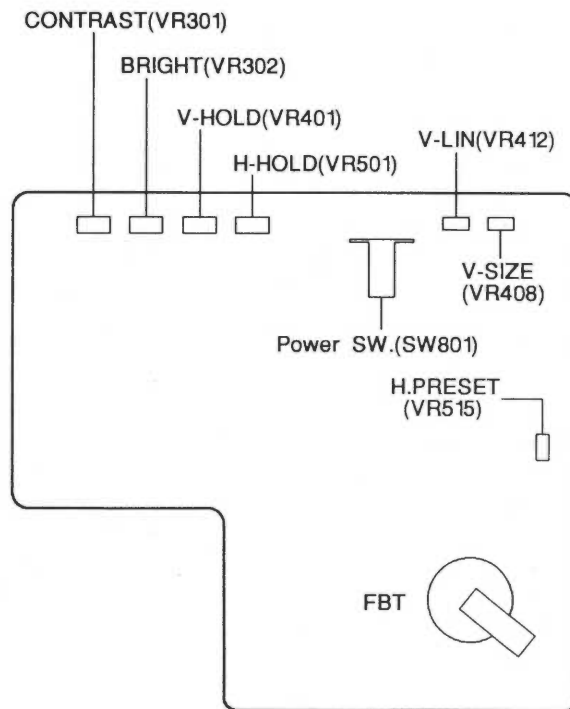 CONTRAST(VR301)
BRIGHT(VR302)
V-HOLD(VR401)
H-HOLD(VR501)
V-LIN(VR412)
V-SIZE
(VR408)
Power SW.(SW801)
H.PRESET
(VR515)
FBT